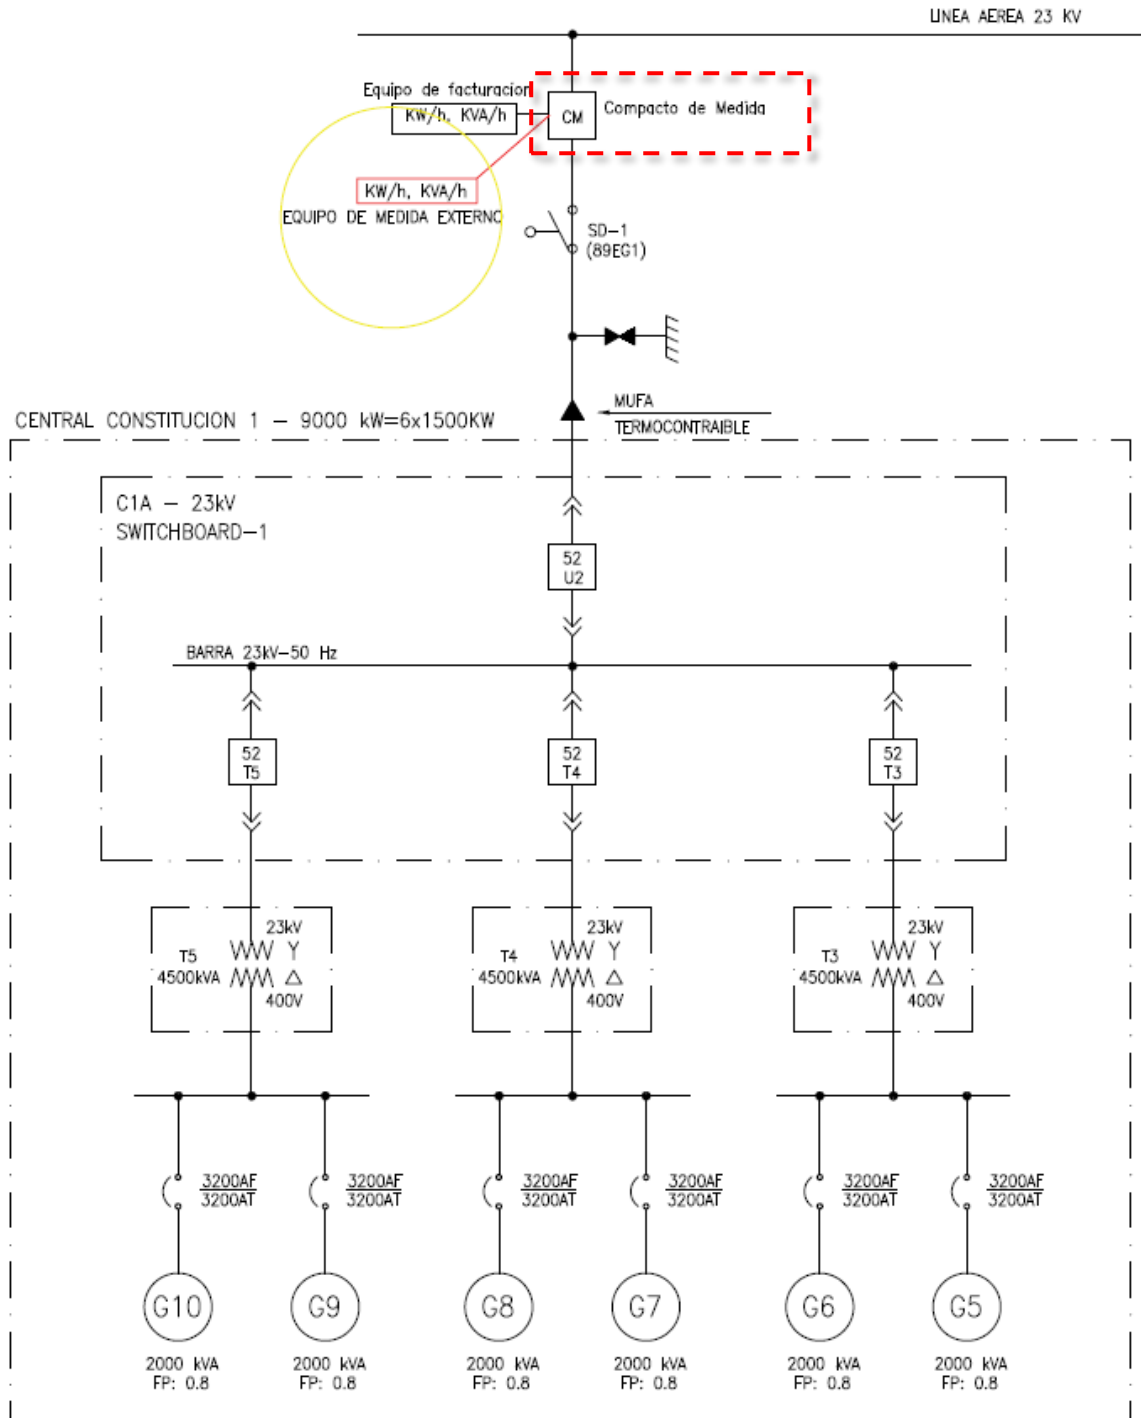 LINEA AEREA 23 KV
Equipo de facturacion
KW/h, KVA/h
CM
Compacto de Medida
KW/h, KVA/h
EQUIPO DE MEDIDA EXTERNO
SD-1
(89EG1)
MUFA
TERMOCONTRAIBLE
CENTRAL CONSTITUCION 1 - 9000 kW=6x1500KW
C1A - 23kV
SWITCHBOARD-1
52
U2
BARRA 23kV-50 Hz
52
T5
52
T4
52
T3
23kV
T5
Y
4500kVA
400V
23kV
T4
Y
4500kVA
400V
23kV
T3
Y
4500kVA
400V
3200AF
3200AT
3200AF
3200AT
3200AF
3200AT
3200AF
3200AT
3200AF
3200AT
3200AF
3200AT
G10
G9
G8
G7
G6
G5
2000 kVA
FP: 0.8
2000 kVA
FP: 0.8
2000 kVA
FP: 0.8
2000 kVA
FP: 0.8
2000 kVA
FP: 0.8
2000 kVA
FP: 0.8